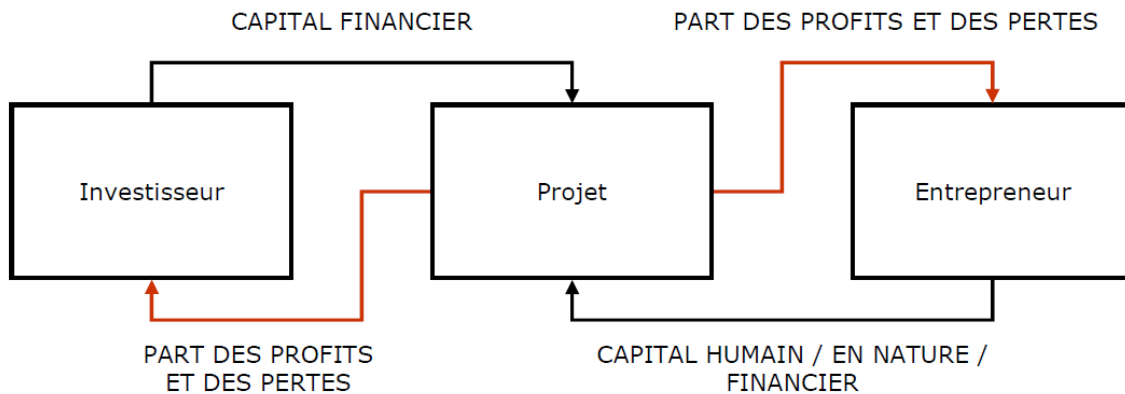 CAPITAL FINANCIER
PART DES PROFITS ET DES PERTES
Investisseur
Projet
Entrepreneur
PART DES PROFITS
ET DES PERTES
CAPITAL HUMAIN / EN NATURE /
FINANCIER